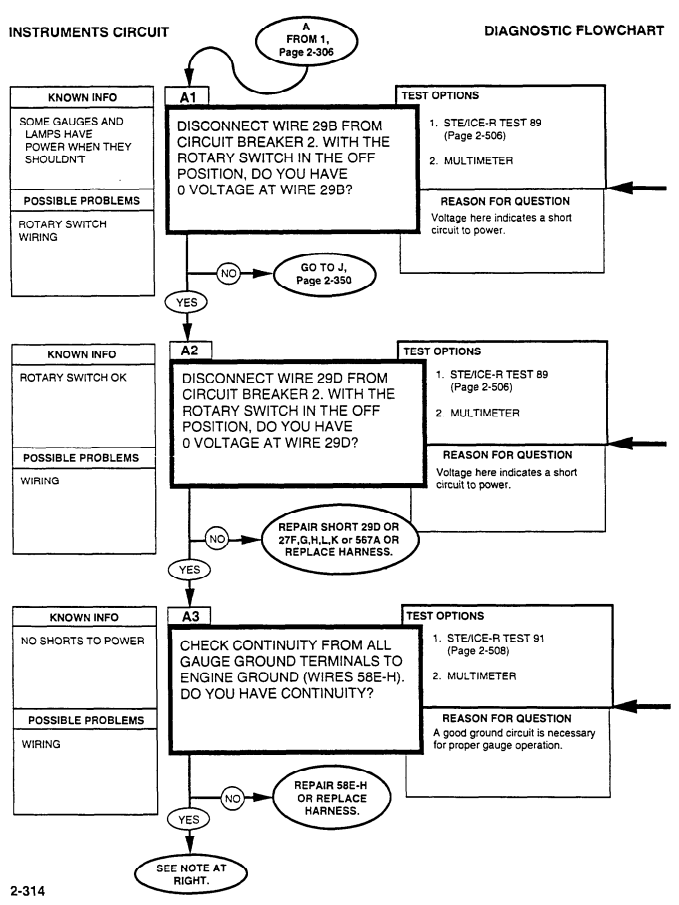 INSTRUMENTS CIRCUIT
DIAGNOSTIC FLOWCHART
A
FROM 1,
Page 2-306
KNOWN INFO
SOME GAUGES AND
LAMPS HAVE
POWER WHEN THEY
SHOULDN'T
POSSIBLE PROBLEMS
ROTARY SWITCH
WIRING
A1
DISCONNECT WIRE 29B FROM
CIRCUIT BREAKER 2. WITH THE
ROTARY SWITCH IN THE OFF
POSITION, DO YOU HAVE
0 VOLTAGE AT WIRE 29B?
TEST OPTIONS
1. STE/ICE-R TEST 89
(Page 2-506)
2. MULTIMETER
REASON FOR QUESTION
Voltage here indicates a short
circuit to power.
NO
GO TO J,
Page 2-350
YES
KNOWN INFO
ROTARY SWITCH OK
POSSIBLE PROBLEMS
WIRING
A2
DISCONNECT WIRE 29D FROM
CIRCUIT BREAKER 2. WITH THE
ROTARY SWITCH IN THE OFF
POSITION, DO YOU HAVE
0 VOLTAGE AT WIRE 29D?
TEST OPTIONS
1. STE/ICE-R TEST 89
(Page 2-506)
2 MULTIMETER
REASON FOR QUESTION
Voltage here indicates a short
circuit to power.
NO
REPAIR SHORT 29D OR
27F,G,H,L,K or 567A OR
REPLACE HARNESS.
YES
KNOWN INFO
NO SHORTS TO POWER
POSSIBLE PROBLEMS
WIRING
A3
CHECK CONTINUITY FROM ALL
GAUGE GROUND TERMINALS TO
ENGINE GROUND (WIRES 58E-H).
DO YOU HAVE CONTINUITY?
TEST OPTIONS
1. STE/ICE-R TEST 91
(Page 2-508)
2. MULTIMETER
REASON FOR QUESTION
A good ground circuit is necessary
for proper gauge operation.
NO
REPAIR 58E-H
OR REPLACE
HARNESS.
YES
SEE NOTE AT
RIGHT.
2-314